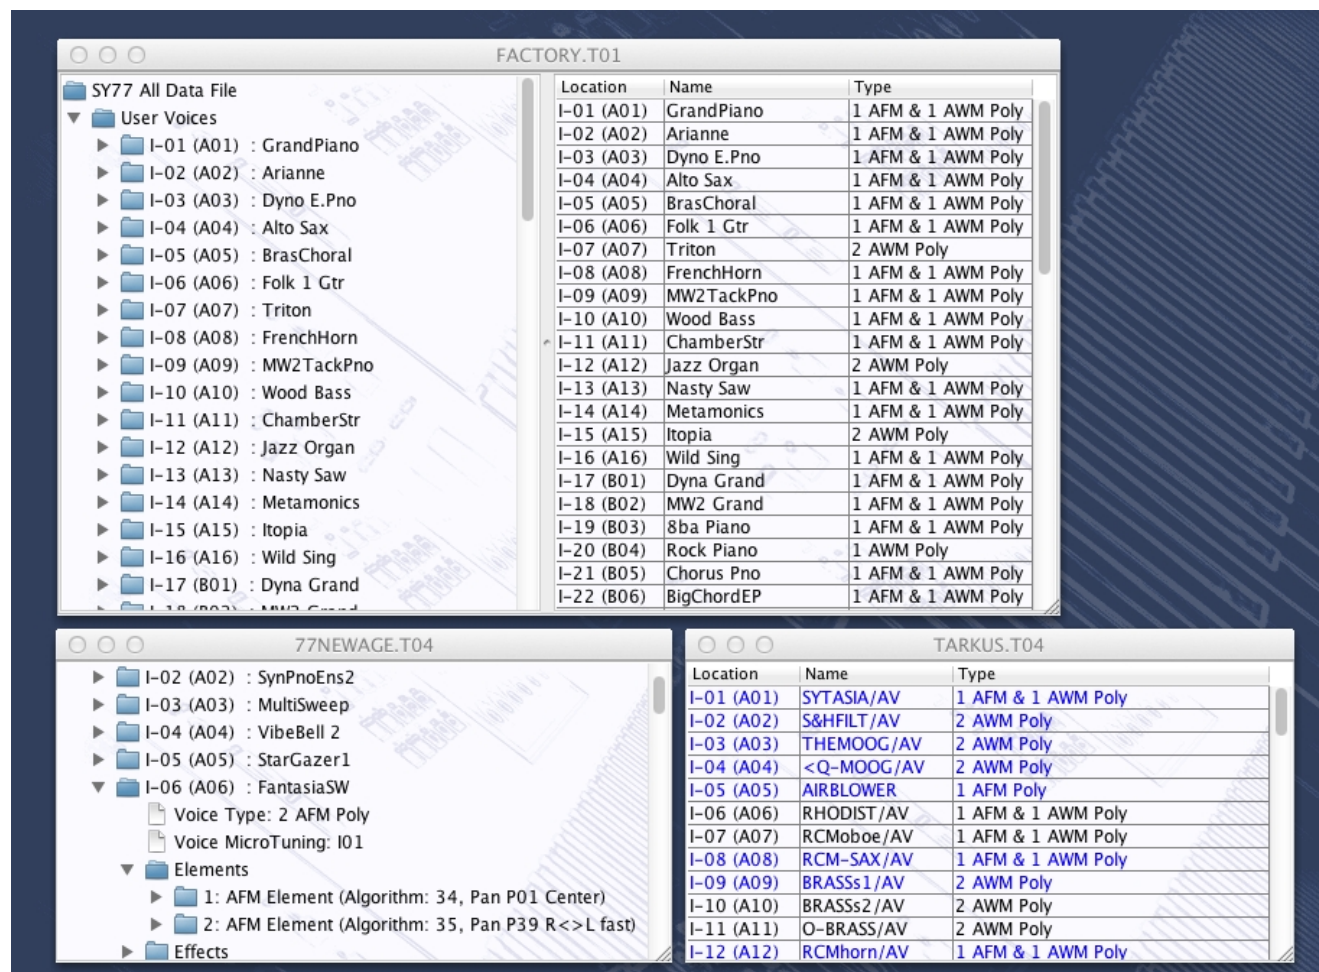 FACTORY.T01
SY77 All Data File
User Voices
I-01 (A01) : GrandPiano
I-02 (A02) : Arianne
I-03 (A03) : Dyno E.Pno
I-04 (A04) : Alto Sax
I-05 (A05) : BrasChoral
I-06 (A06) : Folk 1 Gtr
I-07 (A07) : Triton
I-08 (A08) : FrenchHorn
I-09 (A09) : MW2TackPno
I-10 (A10) : Wood Bass
I-11 (A11) : ChamberStr
I-12 (A12) : Jazz Organ
I-13 (A13) : Nasty Saw
I-14 (A14) : Metamonics
I-15 (A15) : Itopia
I-16 (A16) : Wild Sing
I-17 (B01) : Dyna Grand
I-18 (B02) : MW2 Grand
Location Name Type
I-01 (A01) GrandPiano 1 AFM & 1 AWM Poly
I-02 (A02) Arianne 1 AFM & 1 AWM Poly
I-03 (A03) Dyno E.Pno 1 AFM & 1 AWM Poly
I-04 (A04) Alto Sax 1 AFM & 1 AWM Poly
I-05 (A05) BrasChoral 1 AFM & 1 AWM Poly
I-06 (A06) Folk 1 Gtr 1 AFM & 1 AWM Poly
I-07 (A07) Triton 2 AWM Poly
I-08 (A08) FrenchHorn 1 AFM & 1 AWM Poly
I-09 (A09) MW2TackPno 1 AFM & 1 AWM Poly
I-10 (A10) Wood Bass 1 AFM & 1 AWM Poly
I-11 (A11) ChamberStr 1 AFM & 1 AWM Poly
I-12 (A12) Jazz Organ 2 AWM Poly
I-13 (A13) Nasty Saw 1 AFM & 1 AWM Poly
I-14 (A14) Metamonics 1 AFM & 1 AWM Poly
I-15 (A15) Itopia 2 AWM Poly
I-16 (A16) Wild Sing 1 AFM & 1 AWM Poly
I-17 (B01) Dyna Grand 1 AFM & 1 AWM Poly
I-18 (B02) MW2 Grand 1 AFM & 1 AWM Poly
I-19 (B03) 8ba Piano 1 AFM & 1 AWM Poly
I-20 (B04) Rock Piano 1 AWM Poly
I-21 (B05) Chorus Pno 1 AFM & 1 AWM Poly
I-22 (B06) BigChordEP 1 AFM & 1 AWM Poly
77NEWAGE.T04
I-02 (A02) : SynPnoEns2
I-03 (A03) : MultiSweep
I-04 (A04) : VibeBell 2
I-05 (A05) : StarGazer1
I-06 (A06) : FantasiaSW
Voice Type: 2 AFM Poly
Voice MicroTuning: I01
Elements
1: AFM Element (Algorithm: 34, Pan P01 Center)
2: AFM Element (Algorithm: 35, Pan P39 R<>L fast)
Effects
TARKUS.T04
Location Name Type
I-01 (A01) SYTASIA/AV 1 AFM & 1 AWM Poly
I-02 (A02) S&HFILT/AV 2 AWM Poly
I-03 (A03) THEMOOG/AV 2 AWM Poly
I-04 (A04) <Q-MOOG/AV 2 AWM Poly
I-05 (A05) AIRBLOWER 1 AFM Poly
I-06 (A06) RHODIST/AV 1 AFM & 1 AWM Poly
I-07 (A07) RCMoboe/AV 1 AFM & 1 AWM Poly
I-08 (A08) RCM-SAX/AV 1 AFM & 1 AWM Poly
I-09 (A09) BRASSs1/AV 2 AWM Poly
I-10 (A10) BRASSs2/AV 2 AWM Poly
I-11 (A11) O-BRASS/AV 2 AWM Poly
I-12 (A12) RCMhorn/AV 1 AFM & 1 AWM Poly